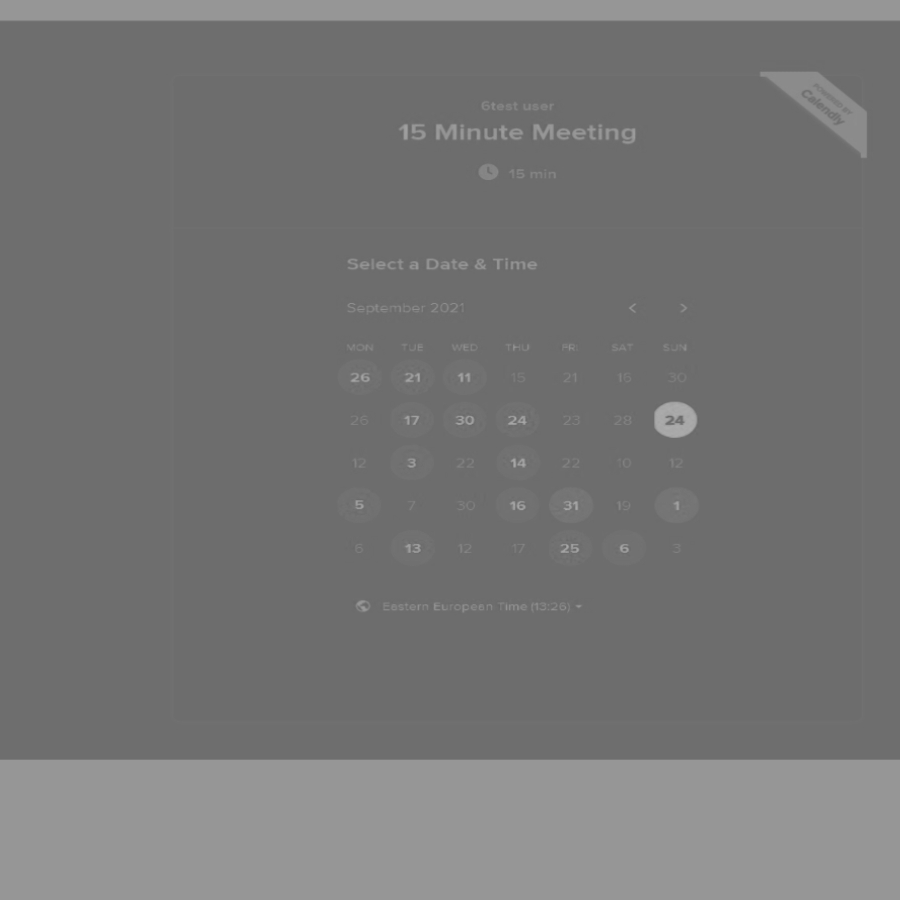 POWERED BY
Calendly
6test user
15 Minute Meeting
15 min
Select a Date & Time
September 2021
MON TUE WED THU FRI SAT SUN
26 21 11 15 21 16 30
26 17 30 24 23 28 24
12 3 22 14 22 10 12
5 7 30 16 31 19 1
6 13 12 17 25 6 3
Eastern European Time (13:26)